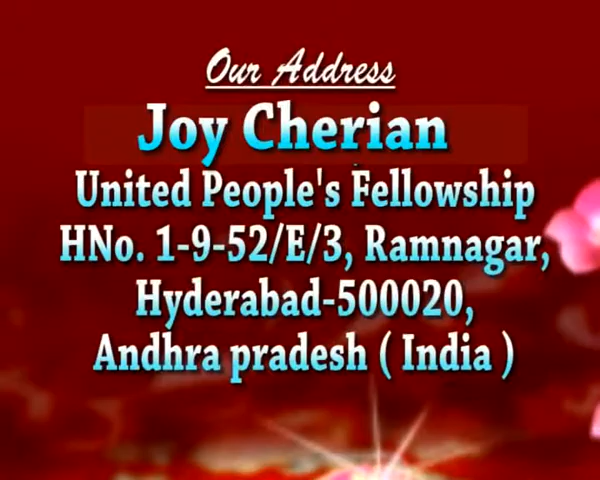 Our Address
Joy Cherian
United People's Fellowship
HNo. 1-9-52/E/3, Ramnagar,
Hyderabad-500020,
Andhra pradesh ( India )